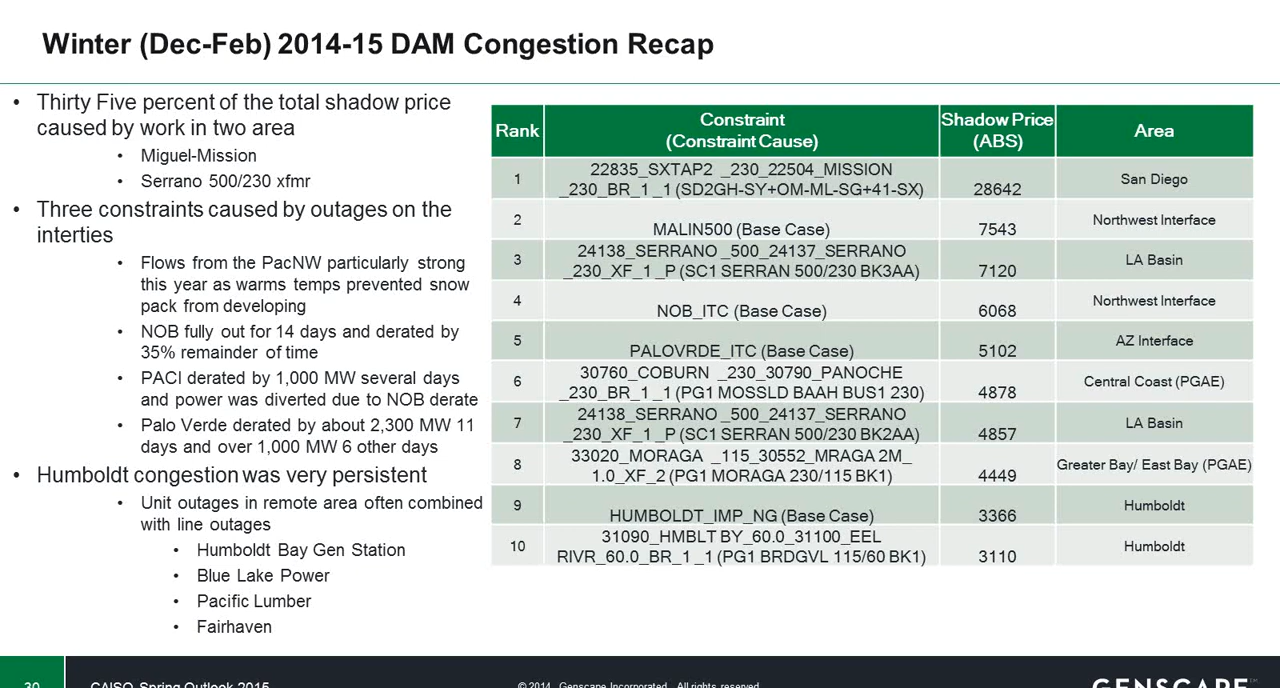 Winter (Dec-Feb) 2014-15 DAM Congestion Recap
• Thirty Five percent of the total shadow price
caused by work in two area
• Miguel-Mission
• Serrano 500/230 xfmr
• Three constraints caused by outages on the
interties
• Flows from the PacNW particularly strong
this year as warms temps prevented snow
pack from developing
• NOB fully out for 14 days and derated by
35% remainder of time
• PACI derated by 1,000 MW several days
and power was diverted due to NOB derate
• Palo Verde derated by about 2,300 MW 11
days and over 1,000 MW 6 other days
• Humboldt congestion was very persistent
• Unit outages in remote area often combined
with line outages
• Humboldt Bay Gen Station
• Blue Lake Power
• Pacific Lumber
• Fairhaven
Rank Constraint (Constraint Cause) Shadow Price (ABS) Area
1 22835_SXTAP2 _230_22504_MISSION
_230_BR_1 _1 (SD2GH-SY+OM-ML-SG+41-SX) 28642 San Diego
2 MALIN500 (Base Case) 7543 Northwest Interface
3 24138_SERRANO _500_24137_SERRANO
_230_XF_1 _P (SC1 SERRAN 500/230 BK3AA) 7120 LA Basin
4 NOB_ITC (Base Case) 6068 Northwest Interface
5 PALOVRDE_ITC (Base Case) 5102 AZ Interface
6 30760_COBURN _230_30790_PANOCHE
_230_BR_1 _1 (PG1 MOSSLD BAAH BUS1 230) 4878 Central Coast (PGAE)
7 24138_SERRANO _500_24137_SERRANO
_230_XF_1 _P (SC1 SERRAN 500/230 BK2AA) 4857 LA Basin
8 33020_MORAGA _115_30552_MRAGA 2M_
1.0_XF_2 (PG1 MORAGA 230/115 BK1) 4449 Greater Bay/ East Bay (PGAE)
9 HUMBOLDT_IMP_NG (Base Case) 3366 Humboldt
10 31090_HMBLT BY_60.0_31100_EEL
RIVR_60.0_BR_1 _1 (PG1 BRDGVL 115/60 BK1) 3110 Humboldt
30 CAISO Spring Outlook 2015 © 2014 Genscape Incorporated. All rights reserved GENSCAPE™